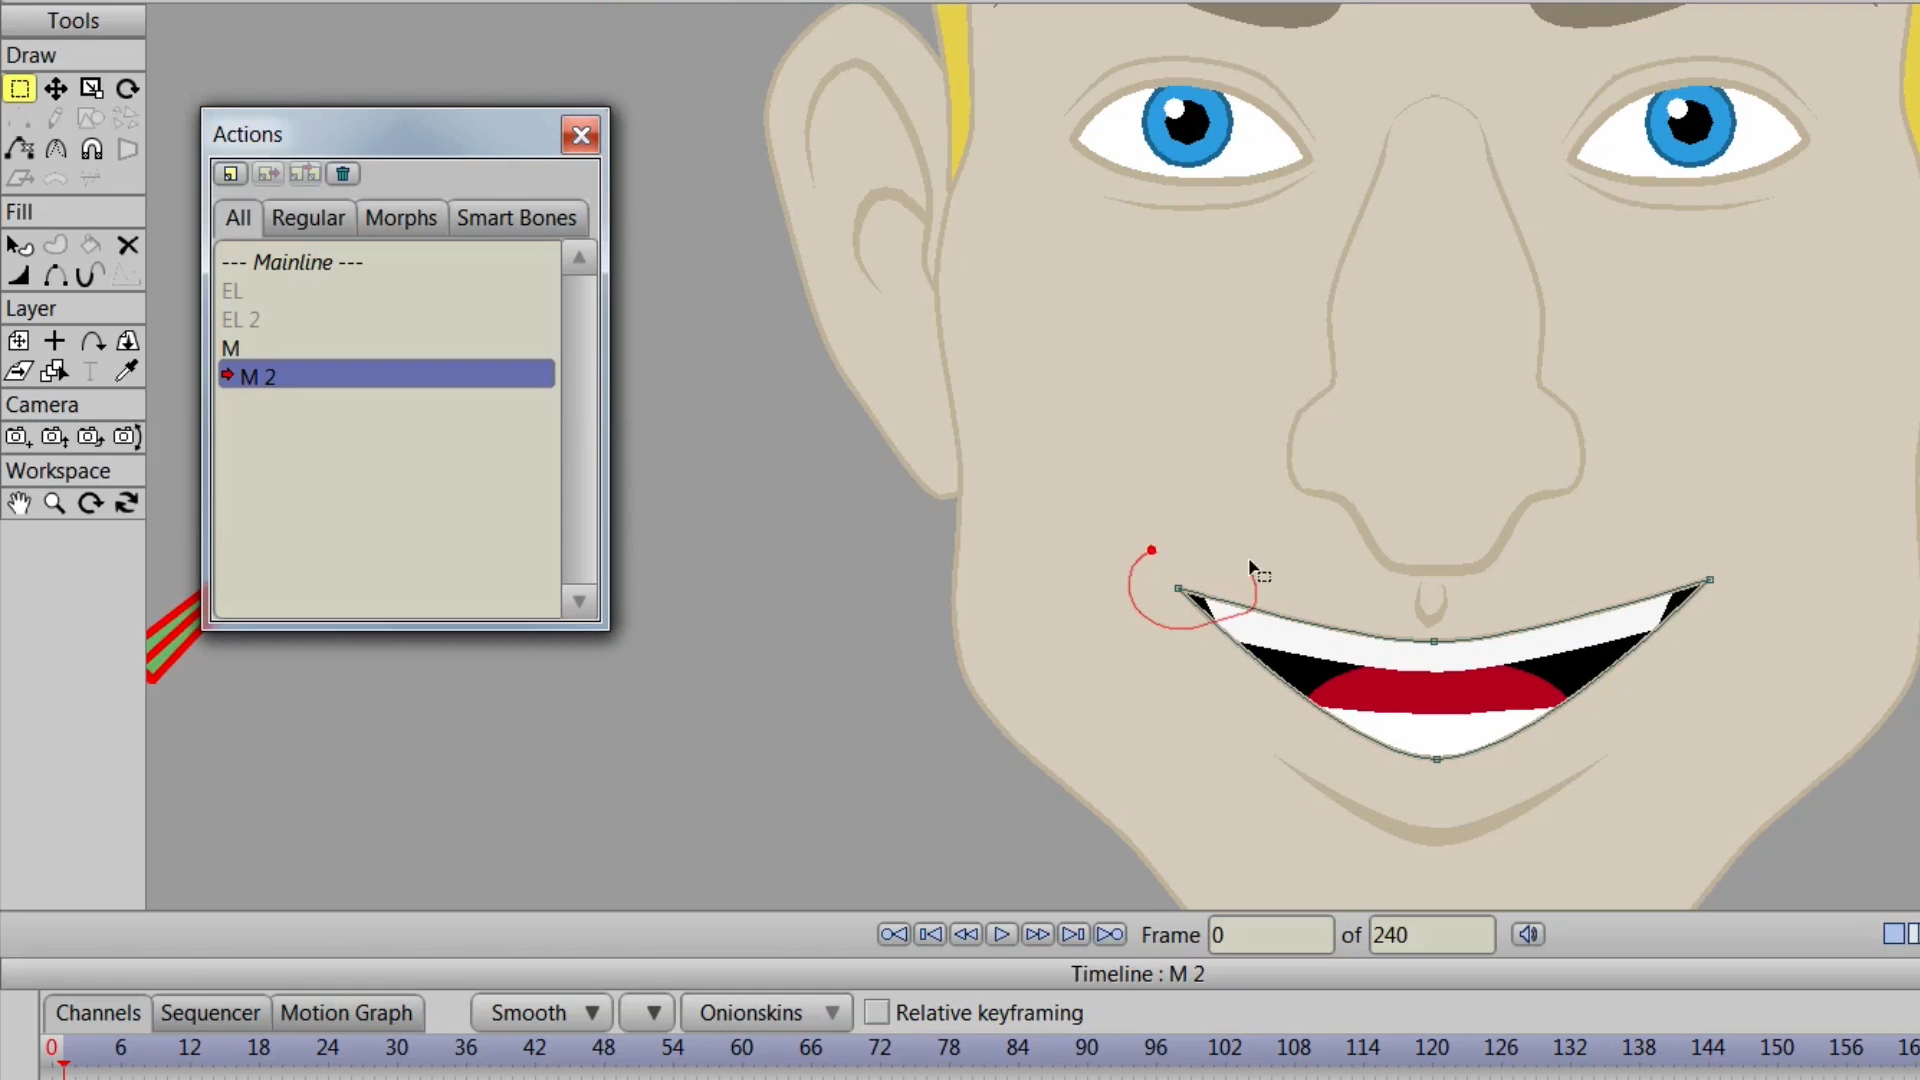 Tools
Draw
Fill
Layer
T
Camera
Workspace
Actions
All Regular Morphs Smart Bones
--- Mainline ---
EL
EL 2
M
M 2
Frame 0 of 240
Timeline : M 2
Channels Sequencer Motion Graph Smooth Onionskins Relative keyframing
0 6 12 18 24 30 36 42 48 54 60 66 72 78 84 90 96 102 108 114 120 126 132 138 144 150 156 16